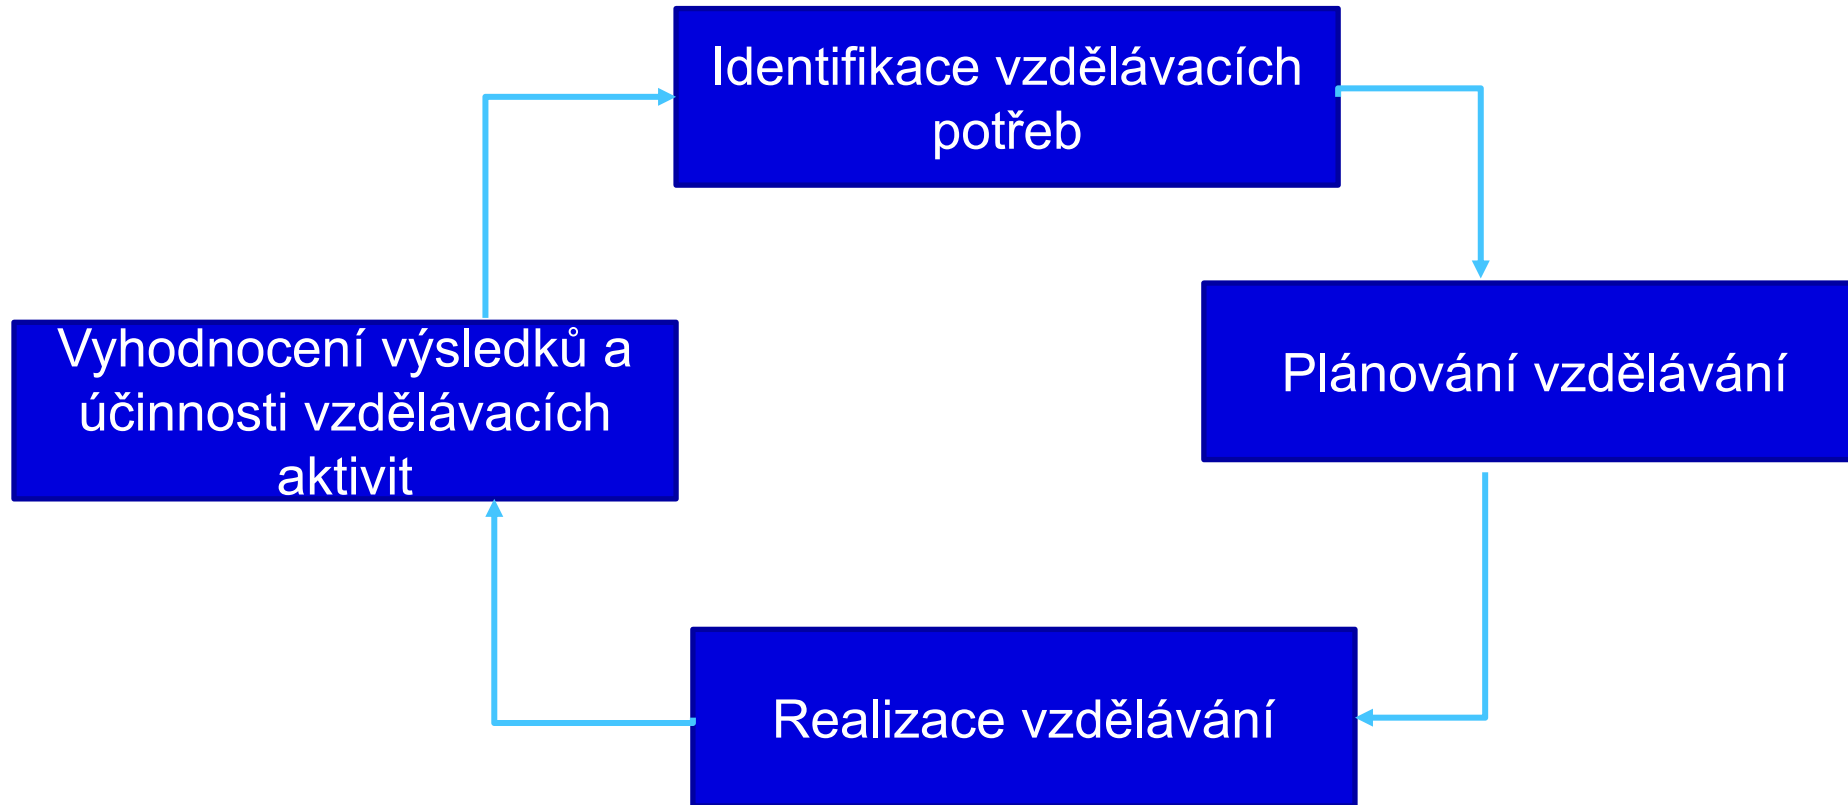 Identifikace vzdělávacích
potřeb
Plánování vzdělávání
Vyhodnocení výsledků a
účinnosti vzdělávacích
aktivit
Realizace vzdělávání